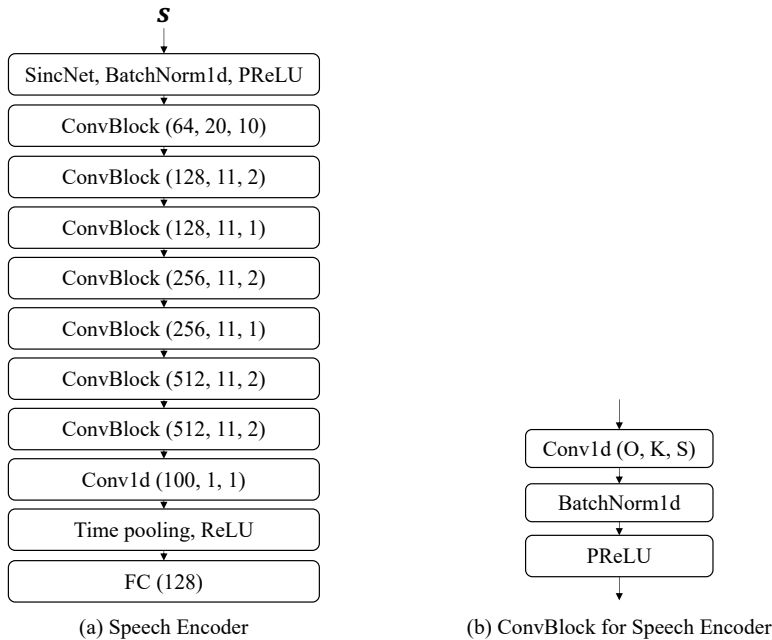 s
SincNet, BatchNorm1d, PReLU
ConvBlock (64, 20, 10)
ConvBlock (128, 11, 2)
ConvBlock (128, 11, 1)
ConvBlock (256, 11, 2)
ConvBlock (256, 11, 1)
ConvBlock (512, 11, 2)
ConvBlock (512, 11, 2)
Conv1d (100, 1, 1)
Time pooling, ReLU
FC (128)
(a) Speech Encoder
Conv1d (O, K, S)
BatchNorm1d
PReLU
(b) ConvBlock for Speech Encoder